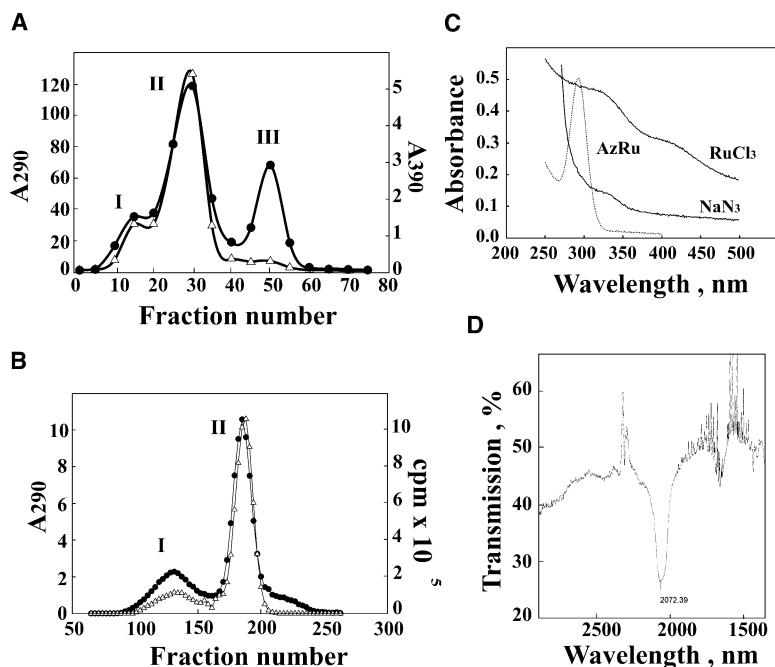 A
I
II
III
A290
A390
120
100
80
60
40
20
0
5
4
3
2
1
0
0 10 20 30 40 50 60 70 80
Fraction number
B
I
II
A290
cpm x 10 5
10
8
6
4
2
0
10
8
6
4
2
0
50 100 150 200 250 300
Fraction number
C
Absorbance
0.5
0.4
0.3
0.2
0.1
0.0
AzRu
RuCl3
NaN3
200 250 300 350 400 450 500
Wavelength , nm
D
Transmission , %
60
50
40
30
20
2072.39
2500 2000 1500
Wavelength , nm